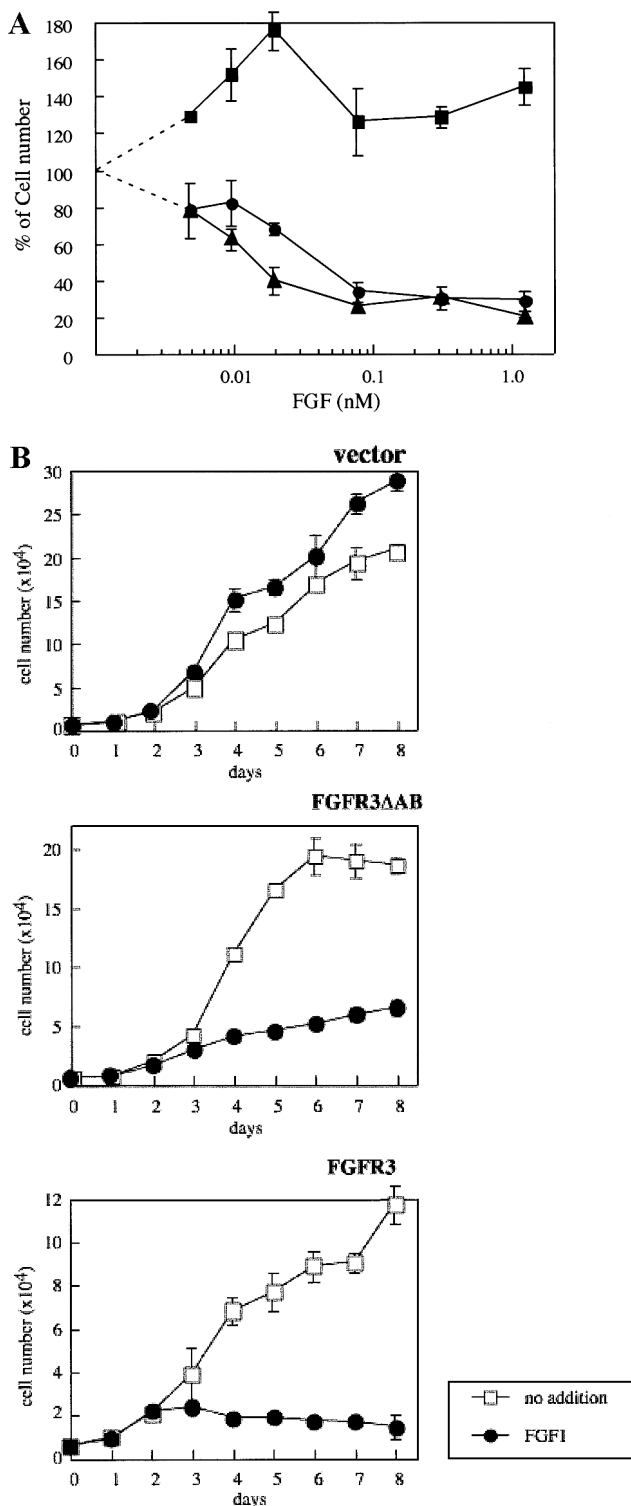 A
180
160
140
120
100
80
60
40
20
0
% of Cell number
0.01
0.1
1.0
FGF (nM)
B
vector
30
25
20
15
10
5
0
cell number (x10⁴)
0 1 2 3 4 5 6 7 8
days
FGFR3ΔAB
20
15
10
5
0
cell number (x10⁴)
0 1 2 3 4 5 6 7 8
days
FGFR3
12
10
8
6
4
2
0
cell number (x10⁴)
0 1 2 3 4 5 6 7 8
days
no addition
FGF1